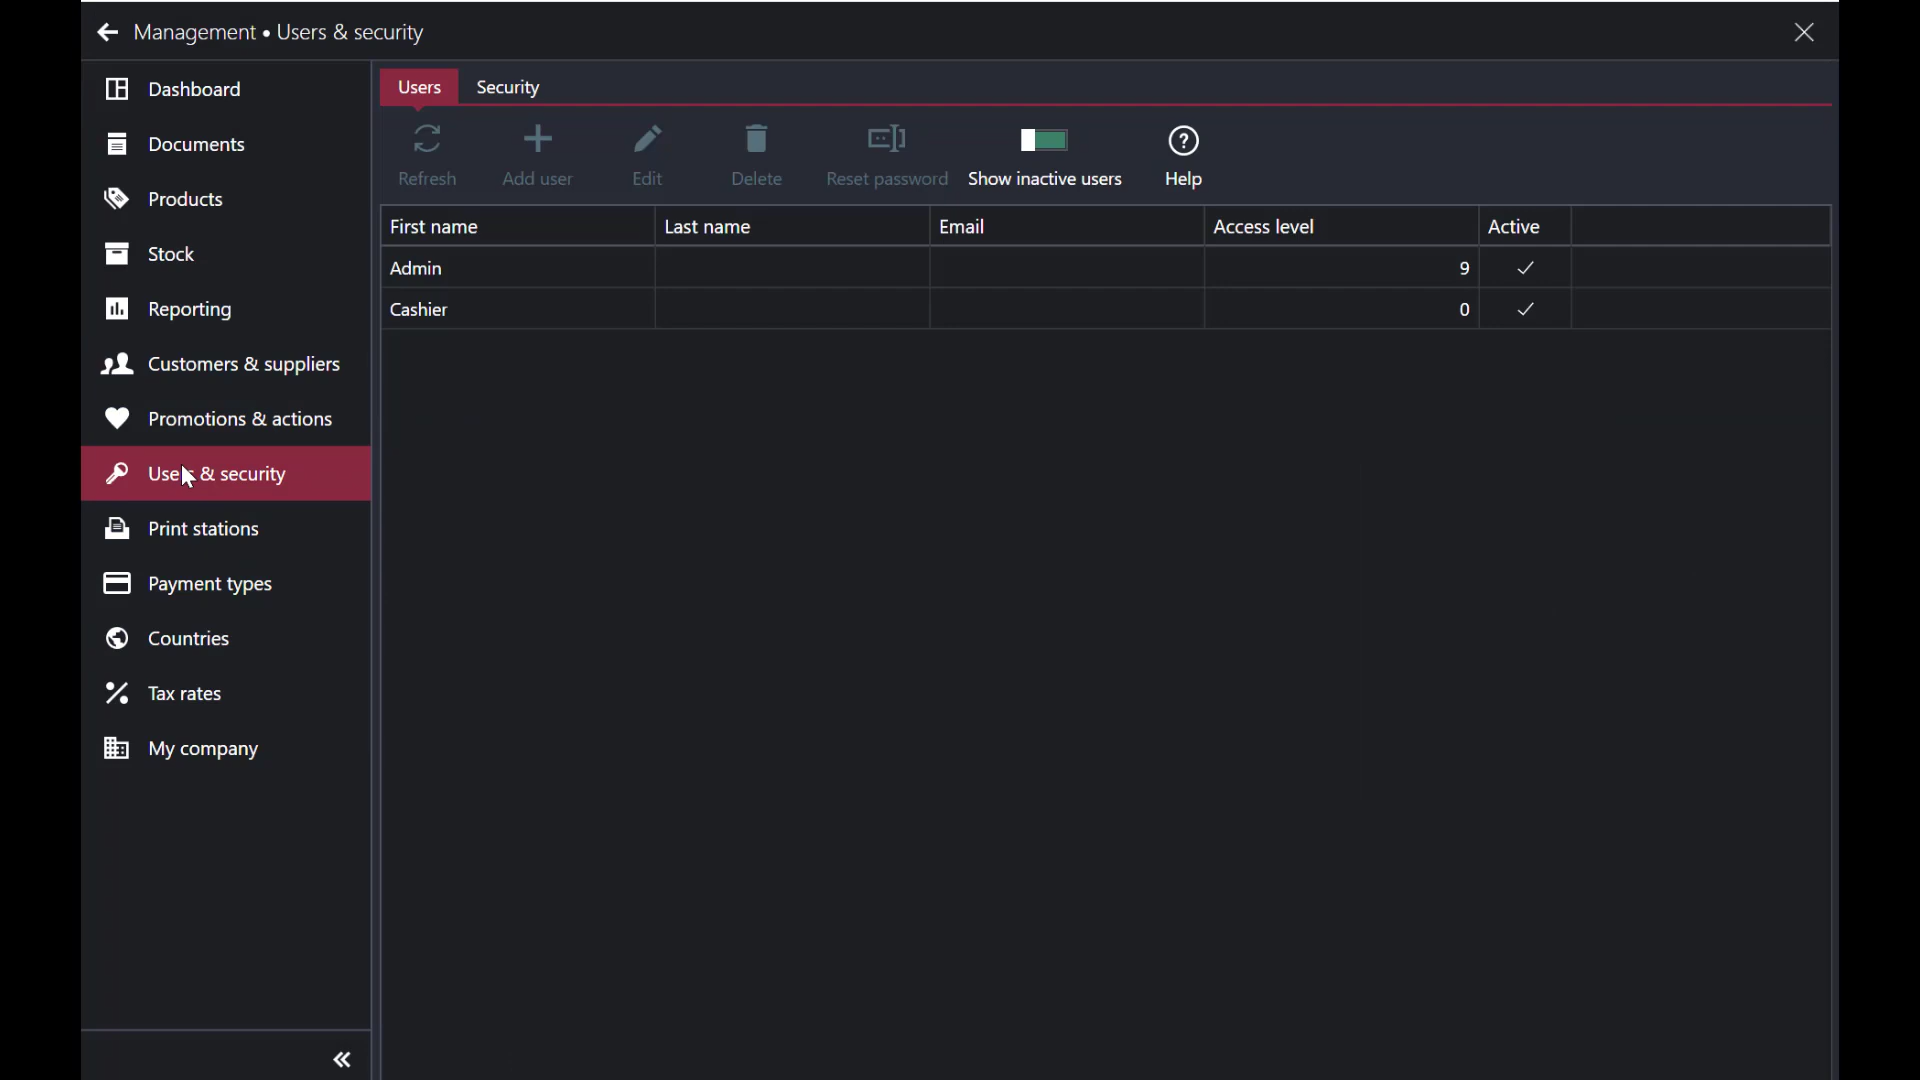 Management • Users & security
Dashboard
Documents
Products
Stock
Reporting
Customers & suppliers
Promotions & actions
Users & security
Print stations
Payment types
Countries
Tax rates
My company
Users Security
Refresh Add user Edit Delete Reset password Show inactive users Help
First name Last name Email Access level Active
Admin 9
Cashier 0